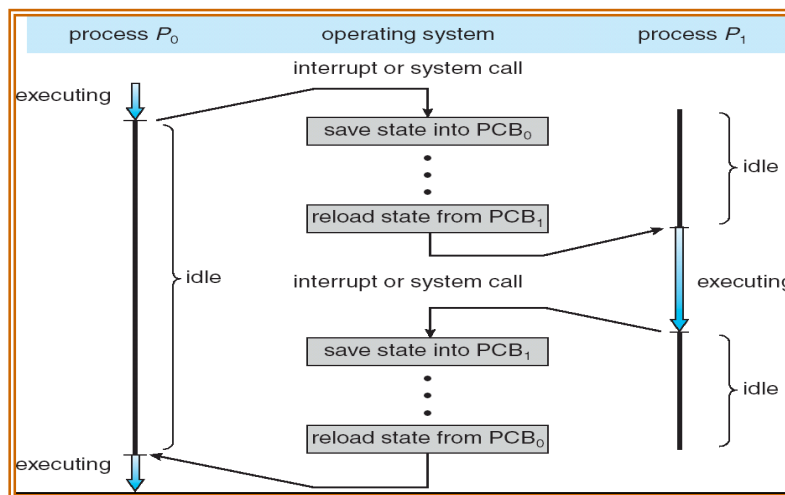 process P₀ operating system process P₁
interrupt or system call
executing
save state into PCB₀
idle
reload state from PCB₁
idle
interrupt or system call
executing
save state into PCB₁
idle
reload state from PCB₀
executing